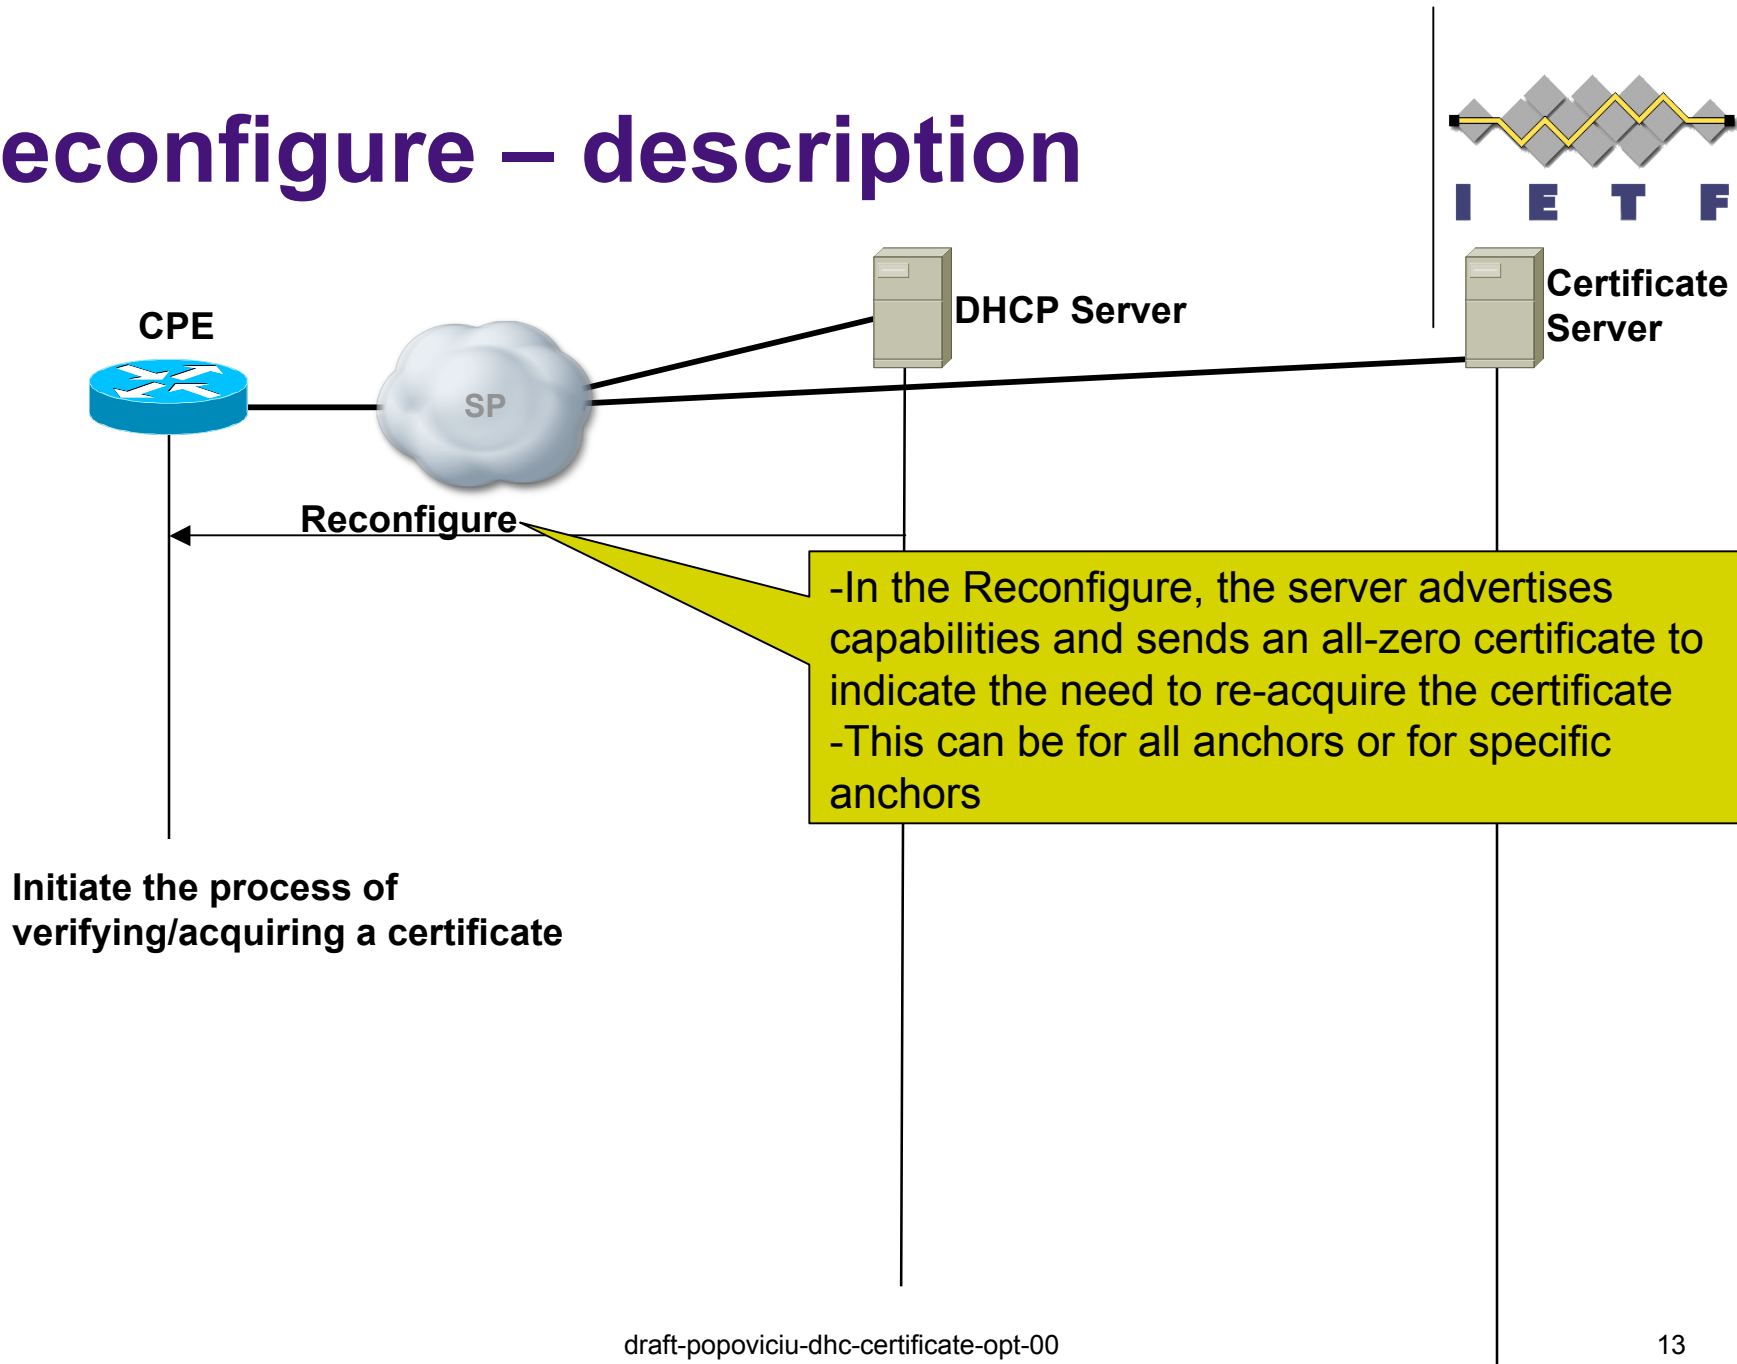 econfigure – description
I E T F
CPE
DHCP Server
Certificate
Server
SP
Reconfigure
-In the Reconfigure, the server advertises
capabilities and sends an all-zero certificate to
indicate the need to re-acquire the certificate
-This can be for all anchors or for specific
anchors
Initiate the process of
verifying/acquiring a certificate
draft-popoviciu-dhc-certificate-opt-00
13